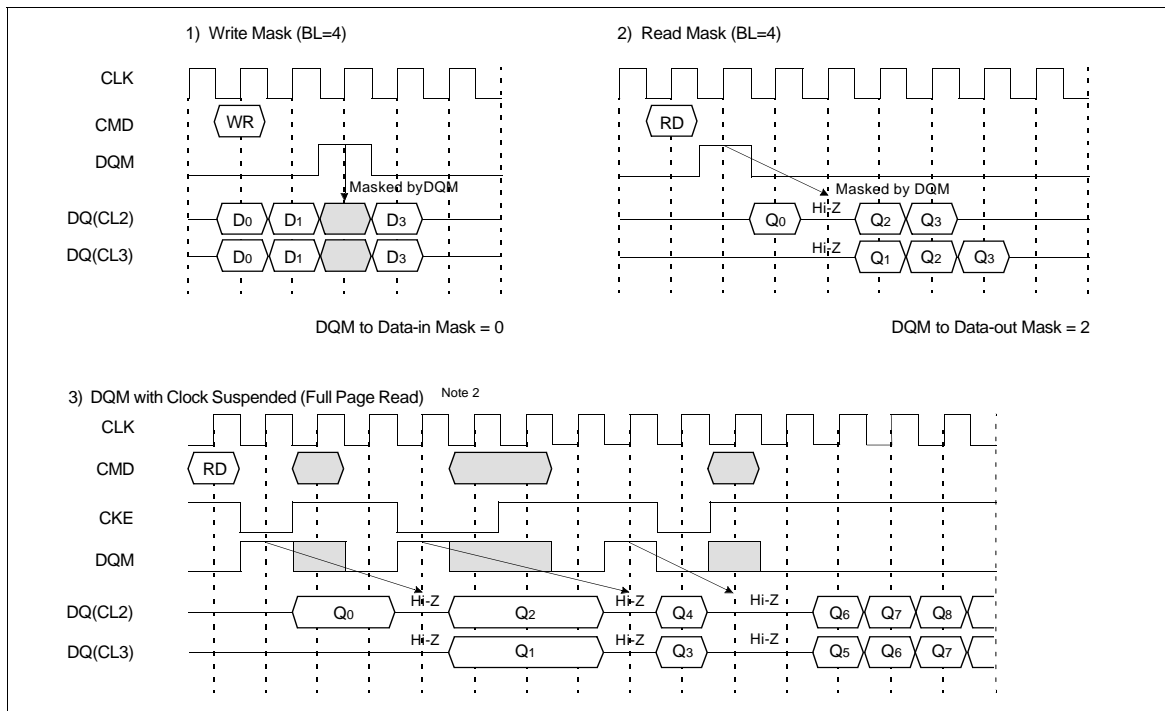 1) Write Mask (BL=4)
2) Read Mask (BL=4)
CLK
CMD
WR
RD
DQM
Masked byDQM
Masked by DQM
DQ(CL2)
D0 D1 D3
Q0 Hi-Z Q2 Q3
DQ(CL3)
D0 D1 D3
Hi-Z Q1 Q2 Q3
DQM to Data-in Mask = 0
DQM to Data-out Mask = 2
3) DQM with Clock Suspended (Full Page Read) Note 2
CLK
CMD
RD
CKE
DQM
DQ(CL2)
Q0 Hi-Z Q2 Hi-Z Q4 Hi-Z Q6 Q7 Q8
DQ(CL3)
Hi-Z Q1 Hi-Z Q3 Hi-Z Q5 Q6 Q7